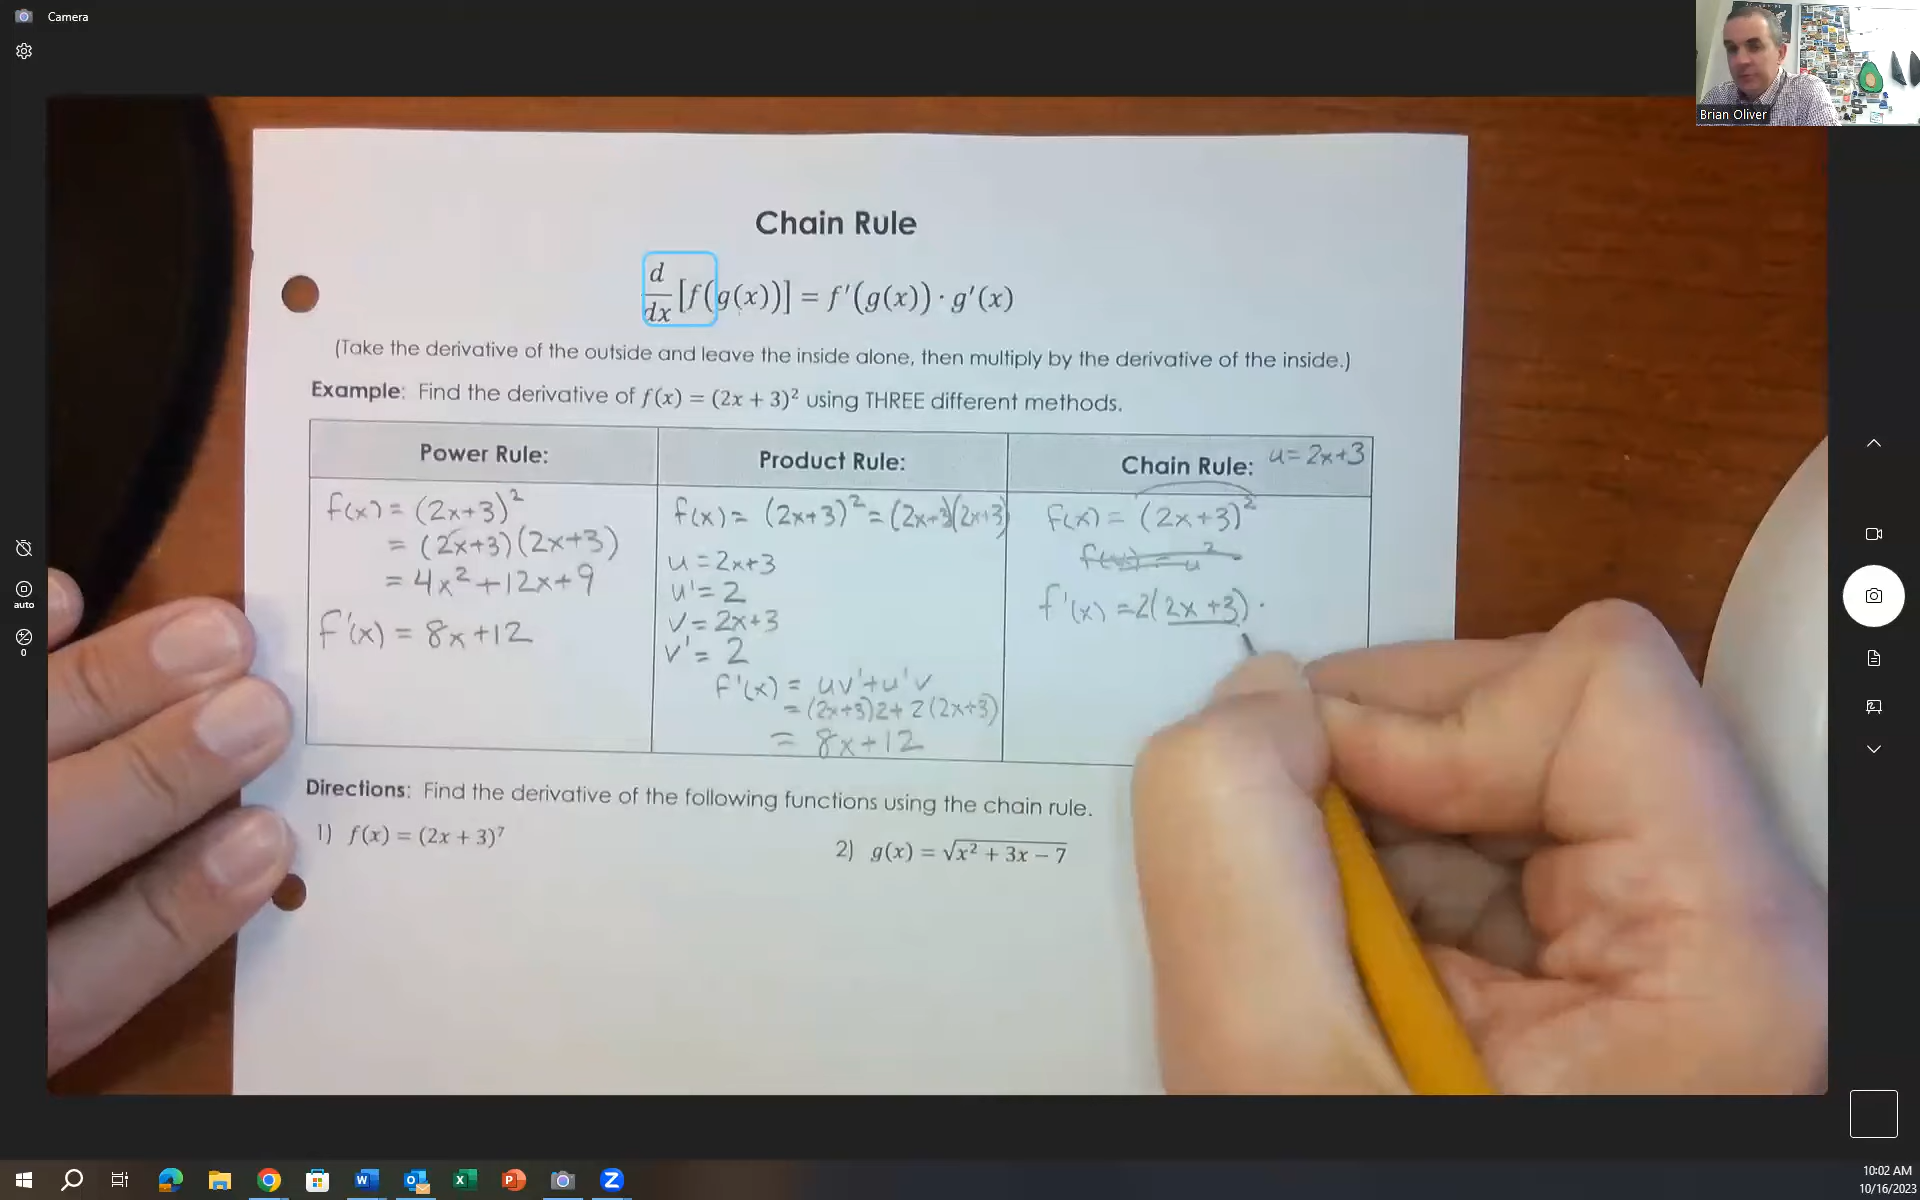 Camera
Brian Oliver
Chain Rule
d/dx [f(g(x))] = f'(g(x)) · g'(x)
(Take the derivative of the outside and leave the inside alone, then multiply by the derivative of the inside.)
Example: Find the derivative of f(x) = (2x + 3)² using THREE different methods.
Power Rule:
f(x) = (2x+3)²
= (2x+3)(2x+3)
= 4x²+12x+9
f'(x) = 8x+12
Product Rule:
f(x) = (2x+3)² = (2x+3)(2x+3)
u = 2x+3
u' = 2
v = 2x+3
v' = 2
f'(x) = uv'+u'v
= (2x+3)2+2(2x+3)
= 8x+12
Chain Rule: u = 2x+3
f(x) = (2x+3)²
f'(x) = 2(2x+3) ·
Directions: Find the derivative of the following functions using the chain rule.
1) f(x) = (2x + 3)⁷
2) g(x) = √x² + 3x − 7
auto
0
10:02 AM
10/16/2023